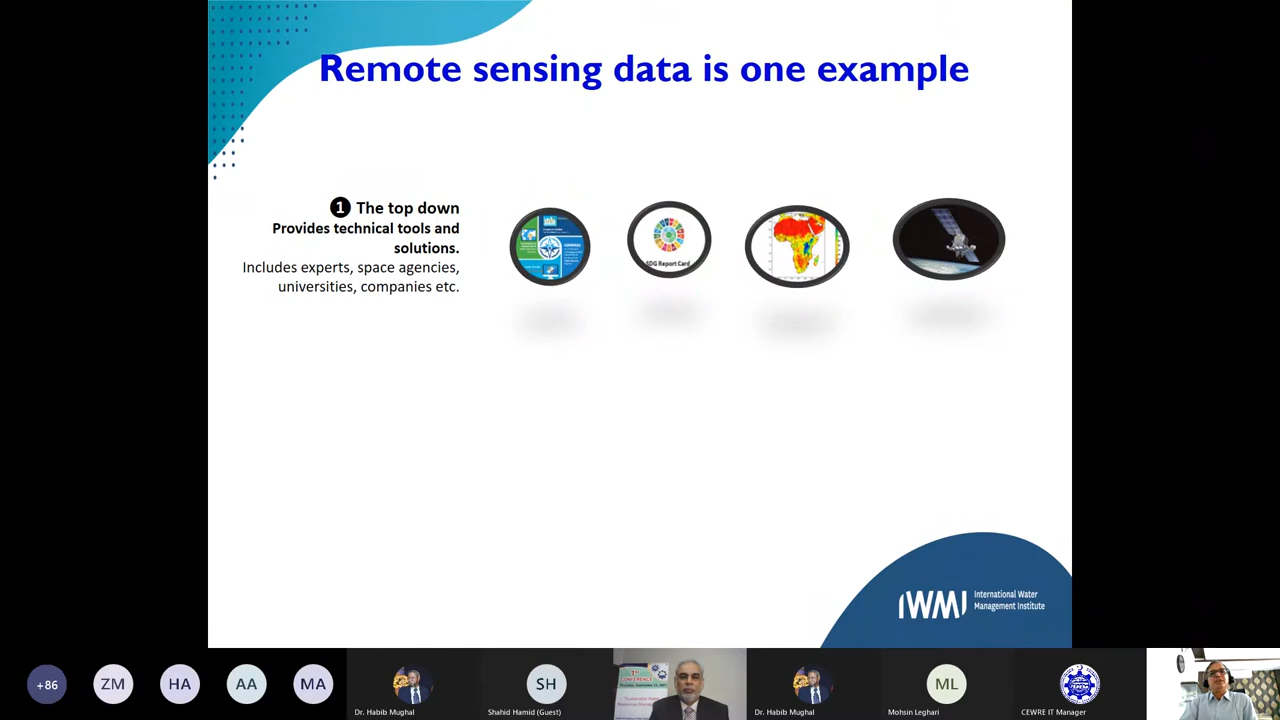 Remote sensing data is one example
1 The top down
Provides technical tools and
solutions.
Includes experts, space agencies,
universities, companies etc.
SDG Report Card
IWMI
International Water
Management Institute
+86
ZM
HA
AA
MA
SH
ML
Dr. Habib Mughal
Shahid Hamid (Guest)
CONFERENCE
Dr. Habib Mughal
Mohsin Leghari
CEWRE IT Manager